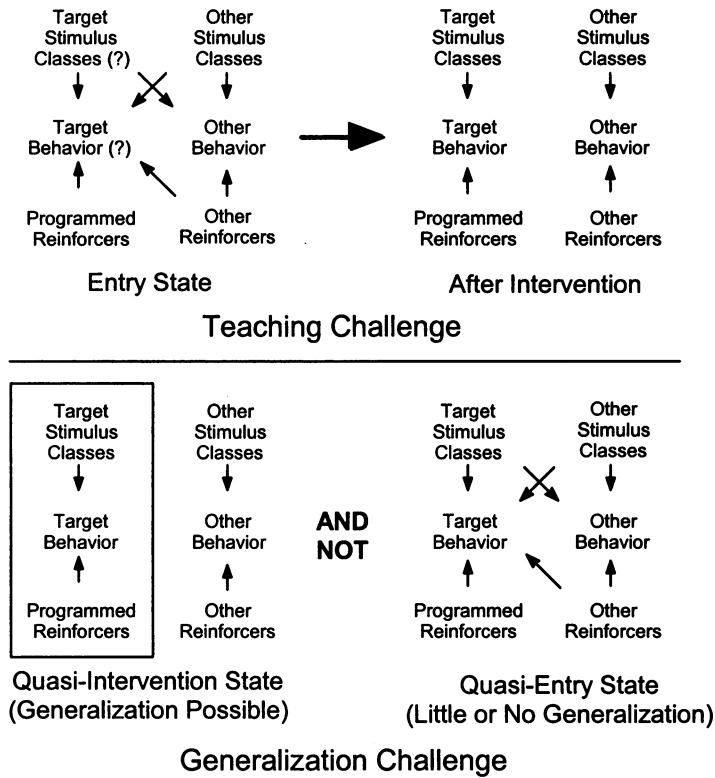 Target
Stimulus
Classes (?)
Other
Stimulus
Classes
Target
Behavior (?)
Other
Behavior
Programmed
Reinforcers
Other
Reinforcers
Entry State
Target
Stimulus
Classes
Other
Stimulus
Classes
Target
Behavior
Other
Behavior
Programmed
Reinforcers
Other
Reinforcers
After Intervention
Teaching Challenge
Target
Stimulus
Classes
Other
Stimulus
Classes
Target
Behavior
Other
Behavior
Programmed
Reinforcers
Other
Reinforcers
Quasi-Intervention State
(Generalization Possible)
AND
NOT
Target
Stimulus
Classes
Other
Stimulus
Classes
Target
Behavior
Other
Behavior
Programmed
Reinforcers
Other
Reinforcers
Quasi-Entry State
(Little or No Generalization)
Generalization Challenge